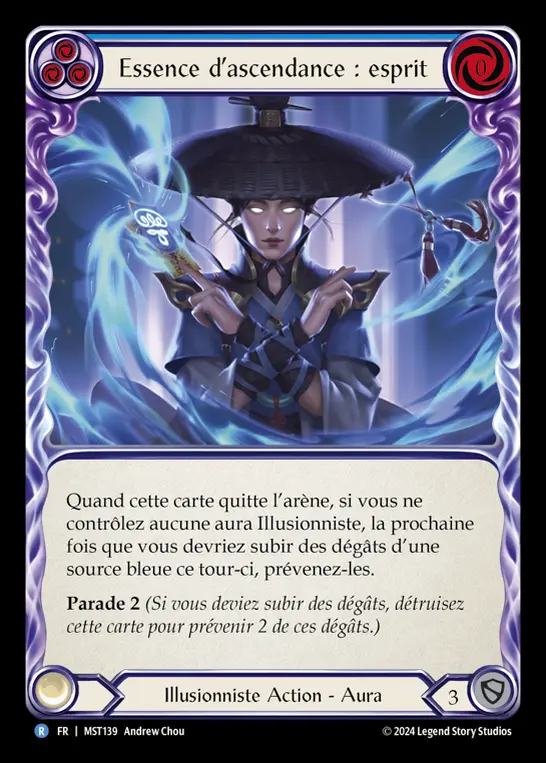 Essence d’ascendance : esprit
0
Quand cette carte quitte l’arène, si vous ne
contrôlez aucune aura Illusionniste, la prochaine
fois que vous devriez subir des dégâts d’une
source bleue ce tour-ci, prévenez-les.
Parade 2 (Si vous deviez subir des dégâts, détruisez
cette carte pour prévenir 2 de ces dégâts.)
Illusionniste Action - Aura
3
R FR | MST139 Andrew Chou
© 2024 Legend Story Studios